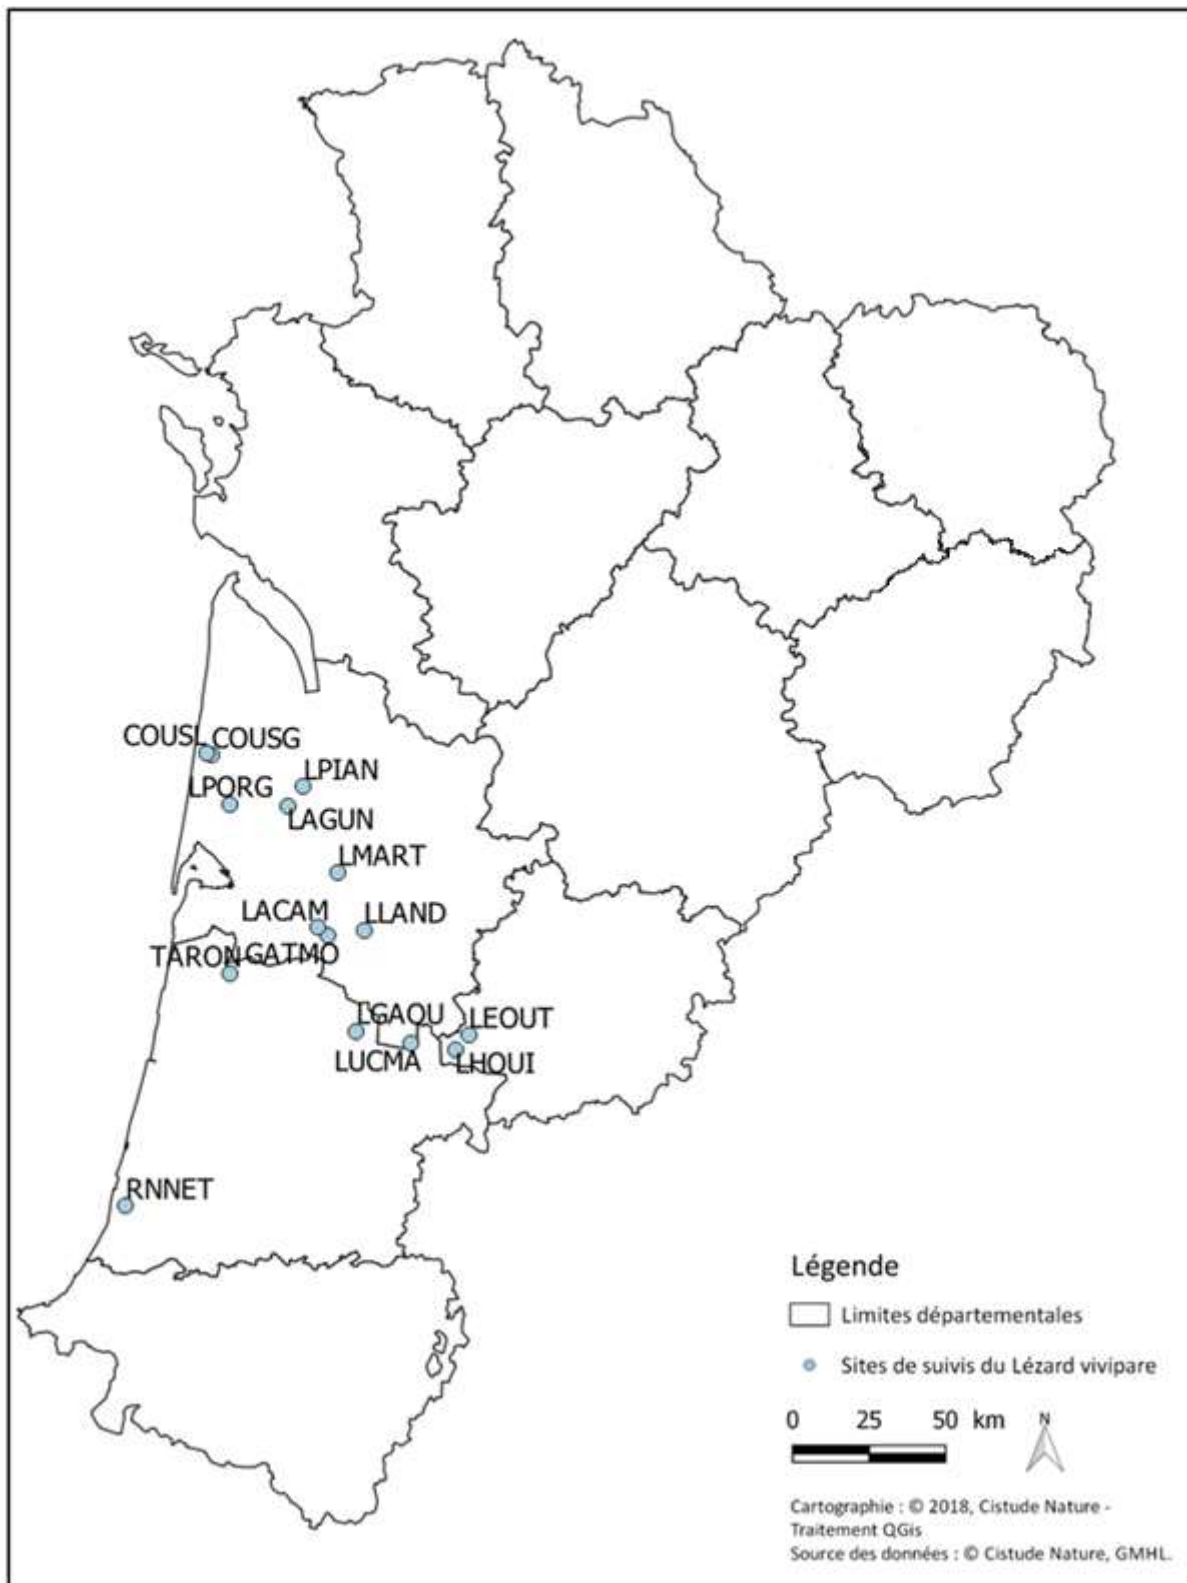 COUSL COUSG
LPIAN
LPORG
LAGUN
LMART
LACAM LLAND
TARON GATMO
LGAOU LEOUT
LUCMA LHOUI
RNNET
Légende
Limites départementales
Sites de suivis du Lézard vivipare
0 25 50 km
N
Cartographie : © 2018, Cistude Nature -
Traitement QGis
Source des données : © Cistude Nature, GMHL.